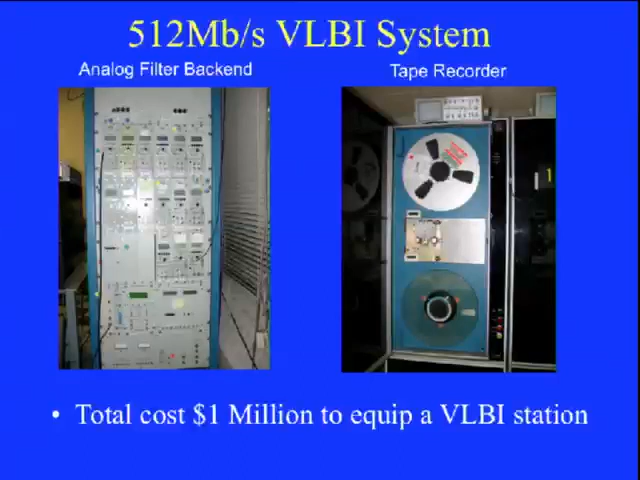 512Mb/s VLBI System
Analog Filter Backend
Tape Recorder
• Total cost $1 Million to equip a VLBI station